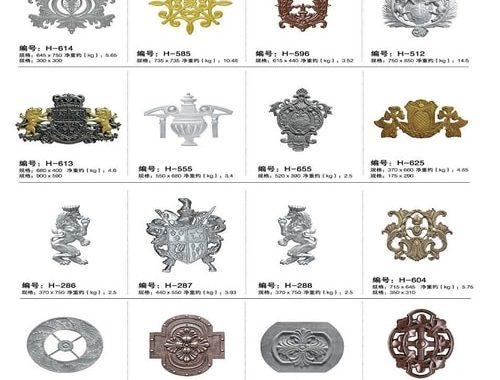 编号：H-614
规格：645 x 750 净重约 [ kg ] ：5.65
规格：300 x 300
编号：H-585
规格：735 x 735 净重约 [ kg ] ：10.48
编号：H-596
规格：615 x 440 净重约 [ kg ] ：3.52
编号：H-512
规格：750 x 850 净重约 [ kg ] ：14.5
编号：H-613
规格：680 x 400 净重约 [ kg ] ：4.6
规格：900 x 590
编号：H-555
规格：550 x 680 净重约 [ kg ] ：3.4
编号：H-655
规格：520 x 390 净重约 [ kg ] ：2.5
编号：H-625
规格：370 x 660 净重约 [ kg ] ：4.65
规格：175 x 290
编号：H-286
规格：370 x 750 净重约 [ kg ] ：2.5
编号：H-287
规格：440 x 550 净重约 [ kg ] ：3.93
编号：H-288
规格：370 x 750 净重约 [ kg ] ：2.5
编号：H-604
规格：715 x 645 净重约 [ kg ] ：5.75
规格：350 x 310